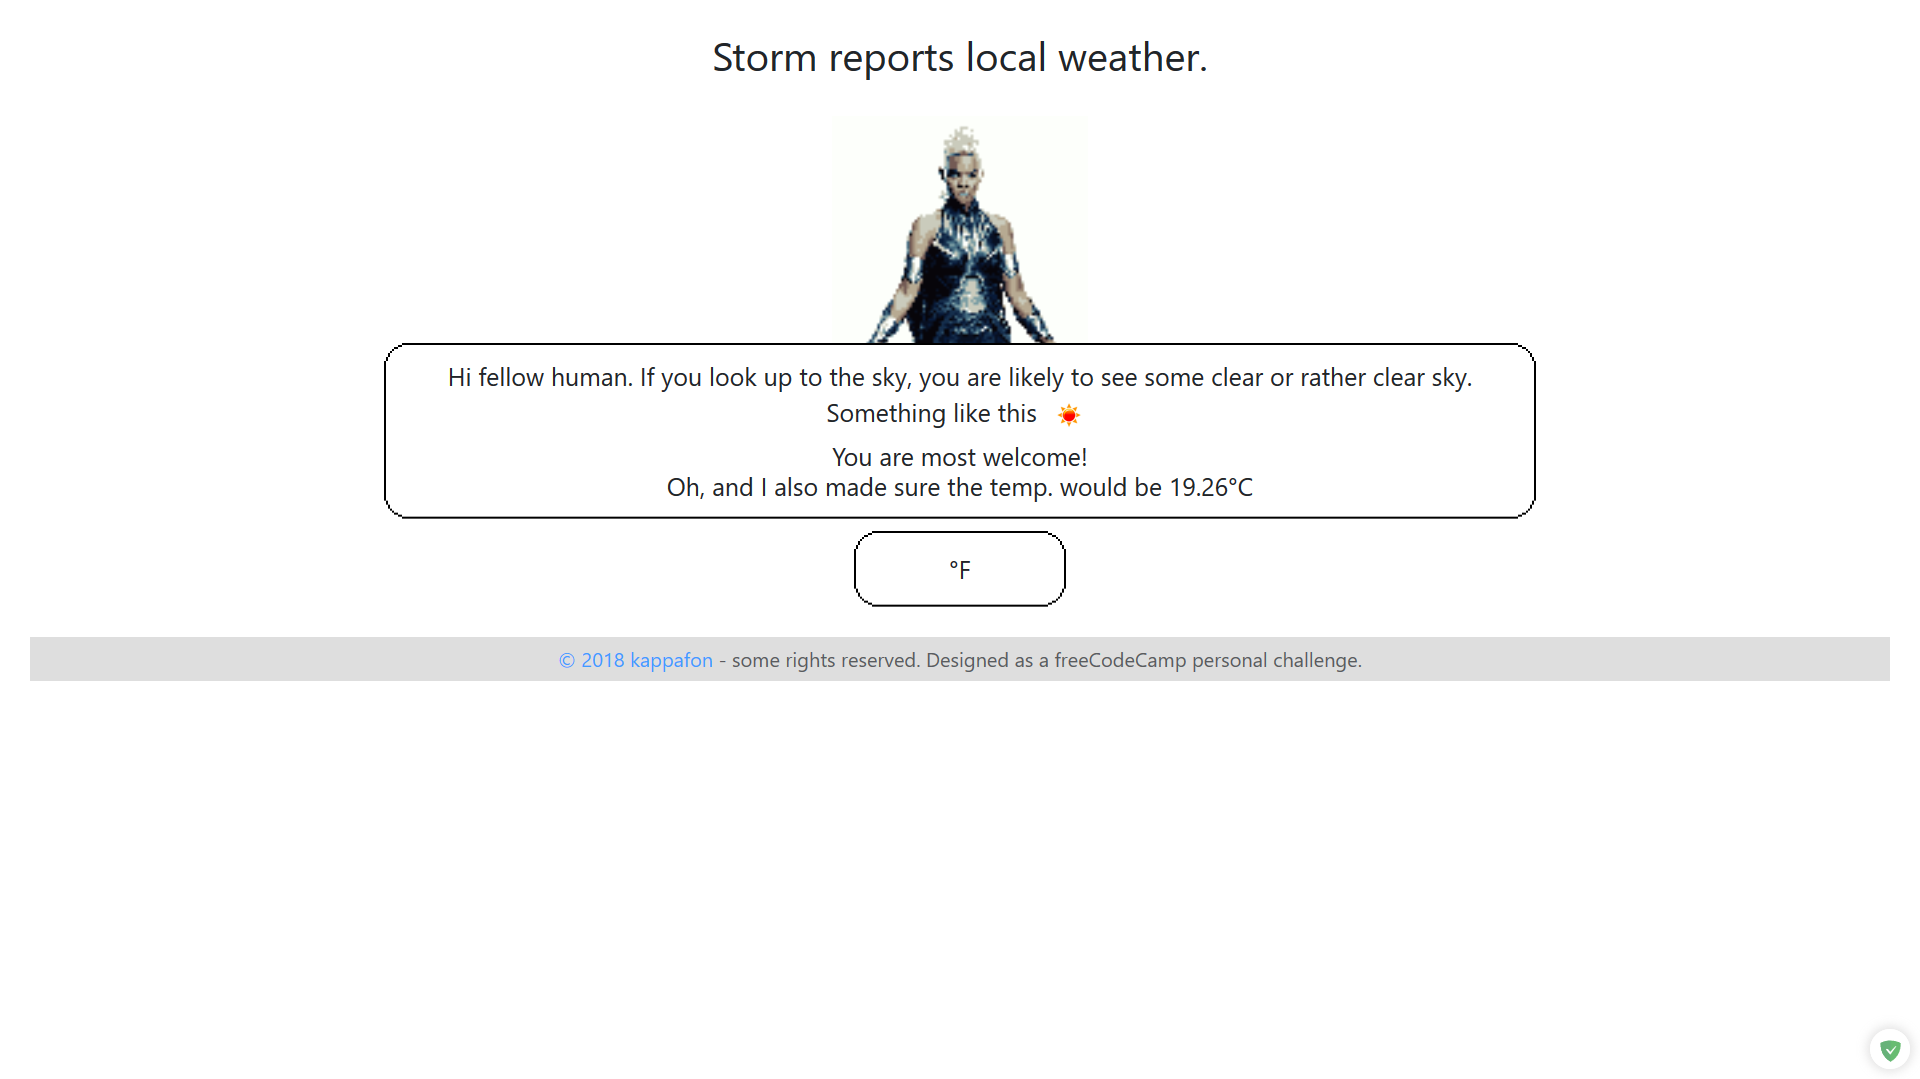 Storm reports local weather.
Hi fellow human. If you look up to the sky, you are likely to see some clear or rather clear sky.
Something like this
You are most welcome!
Oh, and I also made sure the temp. would be 19.26°C
°F
© 2018 kappafon - some rights reserved. Designed as a freeCodeCamp personal challenge.